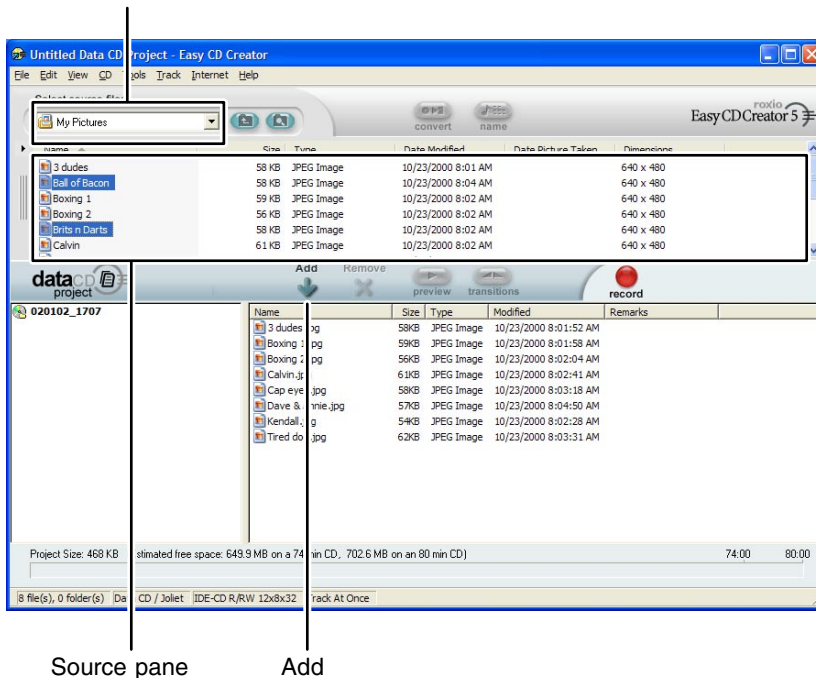 Untitled Data CD Project - Easy CD Creator
File Edit View CD Tools Track Internet Help
Select source files
My Pictures
convert name
roxio
Easy CD Creator 5
Name Size Type Date Modified Date Picture Taken Dimensions
3 dudes 58 KB JPEG Image 10/23/2000 8:01 AM 640 x 480
Ball of Bacon 58 KB JPEG Image 10/23/2000 8:04 AM 640 x 480
Boxing 1 59 KB JPEG Image 10/23/2000 8:02 AM 640 x 480
Boxing 2 56 KB JPEG Image 10/23/2000 8:02 AM 640 x 480
Brits n Darts 58 KB JPEG Image 10/23/2000 8:02 AM 640 x 480
Calvin 61 KB JPEG Image 10/23/2000 8:02 AM 640 x 480
dataCD project
Add Remove preview transitions record
020102_1707
Name Size Type Modified Remarks
3 dudes.jpg 58KB JPEG Image 10/23/2000 8:01:52 AM
Boxing 1.jpg 59KB JPEG Image 10/23/2000 8:01:58 AM
Boxing 2.jpg 56KB JPEG Image 10/23/2000 8:02:04 AM
Calvin.jpg 61KB JPEG Image 10/23/2000 8:02:41 AM
Cap eye .jpg 58KB JPEG Image 10/23/2000 8:03:18 AM
Dave & nnie.jpg 57KB JPEG Image 10/23/2000 8:04:50 AM
Kendall.jpg 54KB JPEG Image 10/23/2000 8:02:28 AM
Tired do .jpg 62KB JPEG Image 10/23/2000 8:03:31 AM
Project Size: 468 KB Estimated free space: 649.9 MB on a 74 min CD, 702.6 MB on an 80 min CD) 74:00 80:00
8 file(s), 0 folder(s) Data CD / Joliet IDE-CD R/RW 12x8x32 Track At Once
Source pane Add